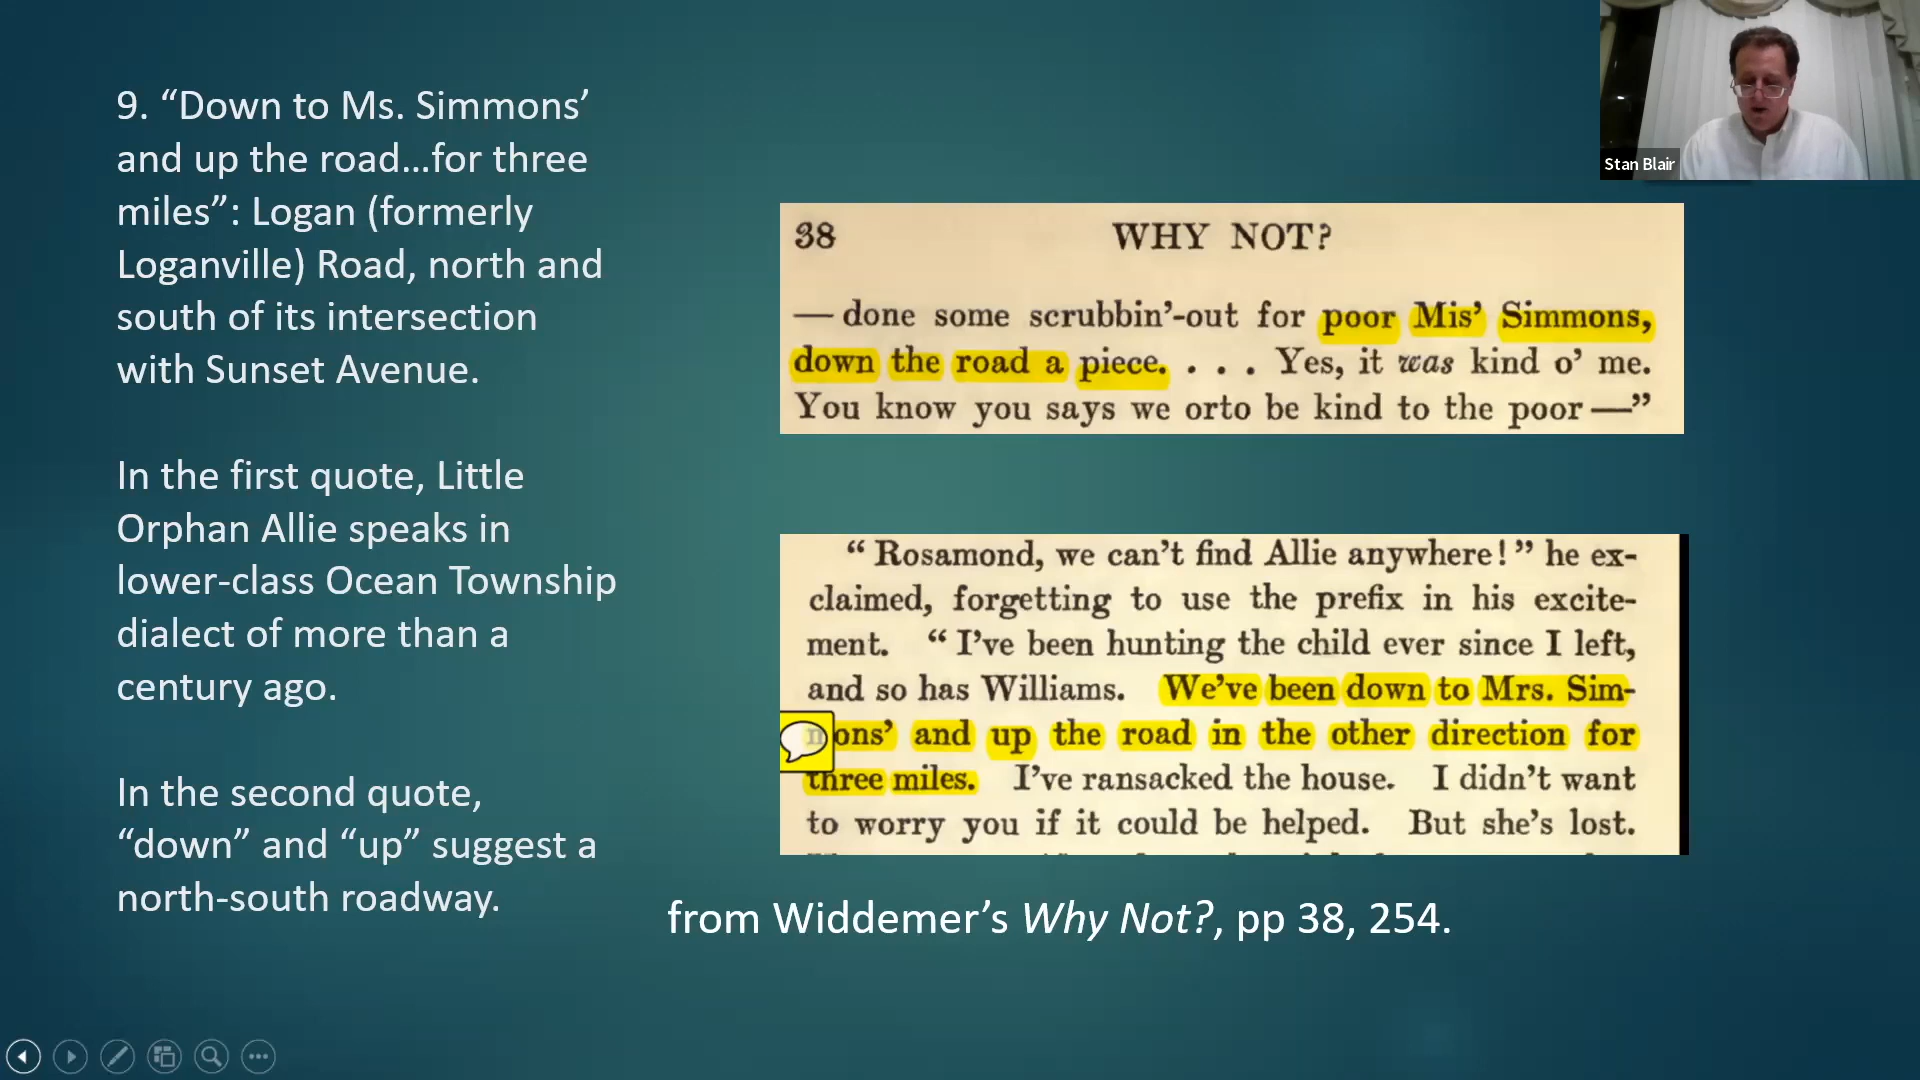 9. “Down to Ms. Simmons’
and up the road...for three
miles”: Logan (formerly
Loganville) Road, north and
south of its intersection
with Sunset Avenue.
In the first quote, Little
Orphan Allie speaks in
lower-class Ocean Township
dialect of more than a
century ago.
In the second quote,
“down” and “up” suggest a
north-south roadway.
Stan Blair
38 WHY NOT?
— done some scrubbin’-out for poor Mis’ Simmons,
down the road a piece. . . . Yes, it was kind o’ me.
You know you says we orto be kind to the poor —”
“ Rosamond, we can’t find Allie anywhere! ” he ex-
claimed, forgetting to use the prefix in his excite-
ment. “ I’ve been hunting the child ever since I left,
and so has Williams. We’ve been down to Mrs. Sim-
mons’ and up the road in the other direction for
three miles. I’ve ransacked the house. I didn’t want
to worry you if it could be helped. But she’s lost.
from Widdemer’s Why Not?, pp 38, 254.